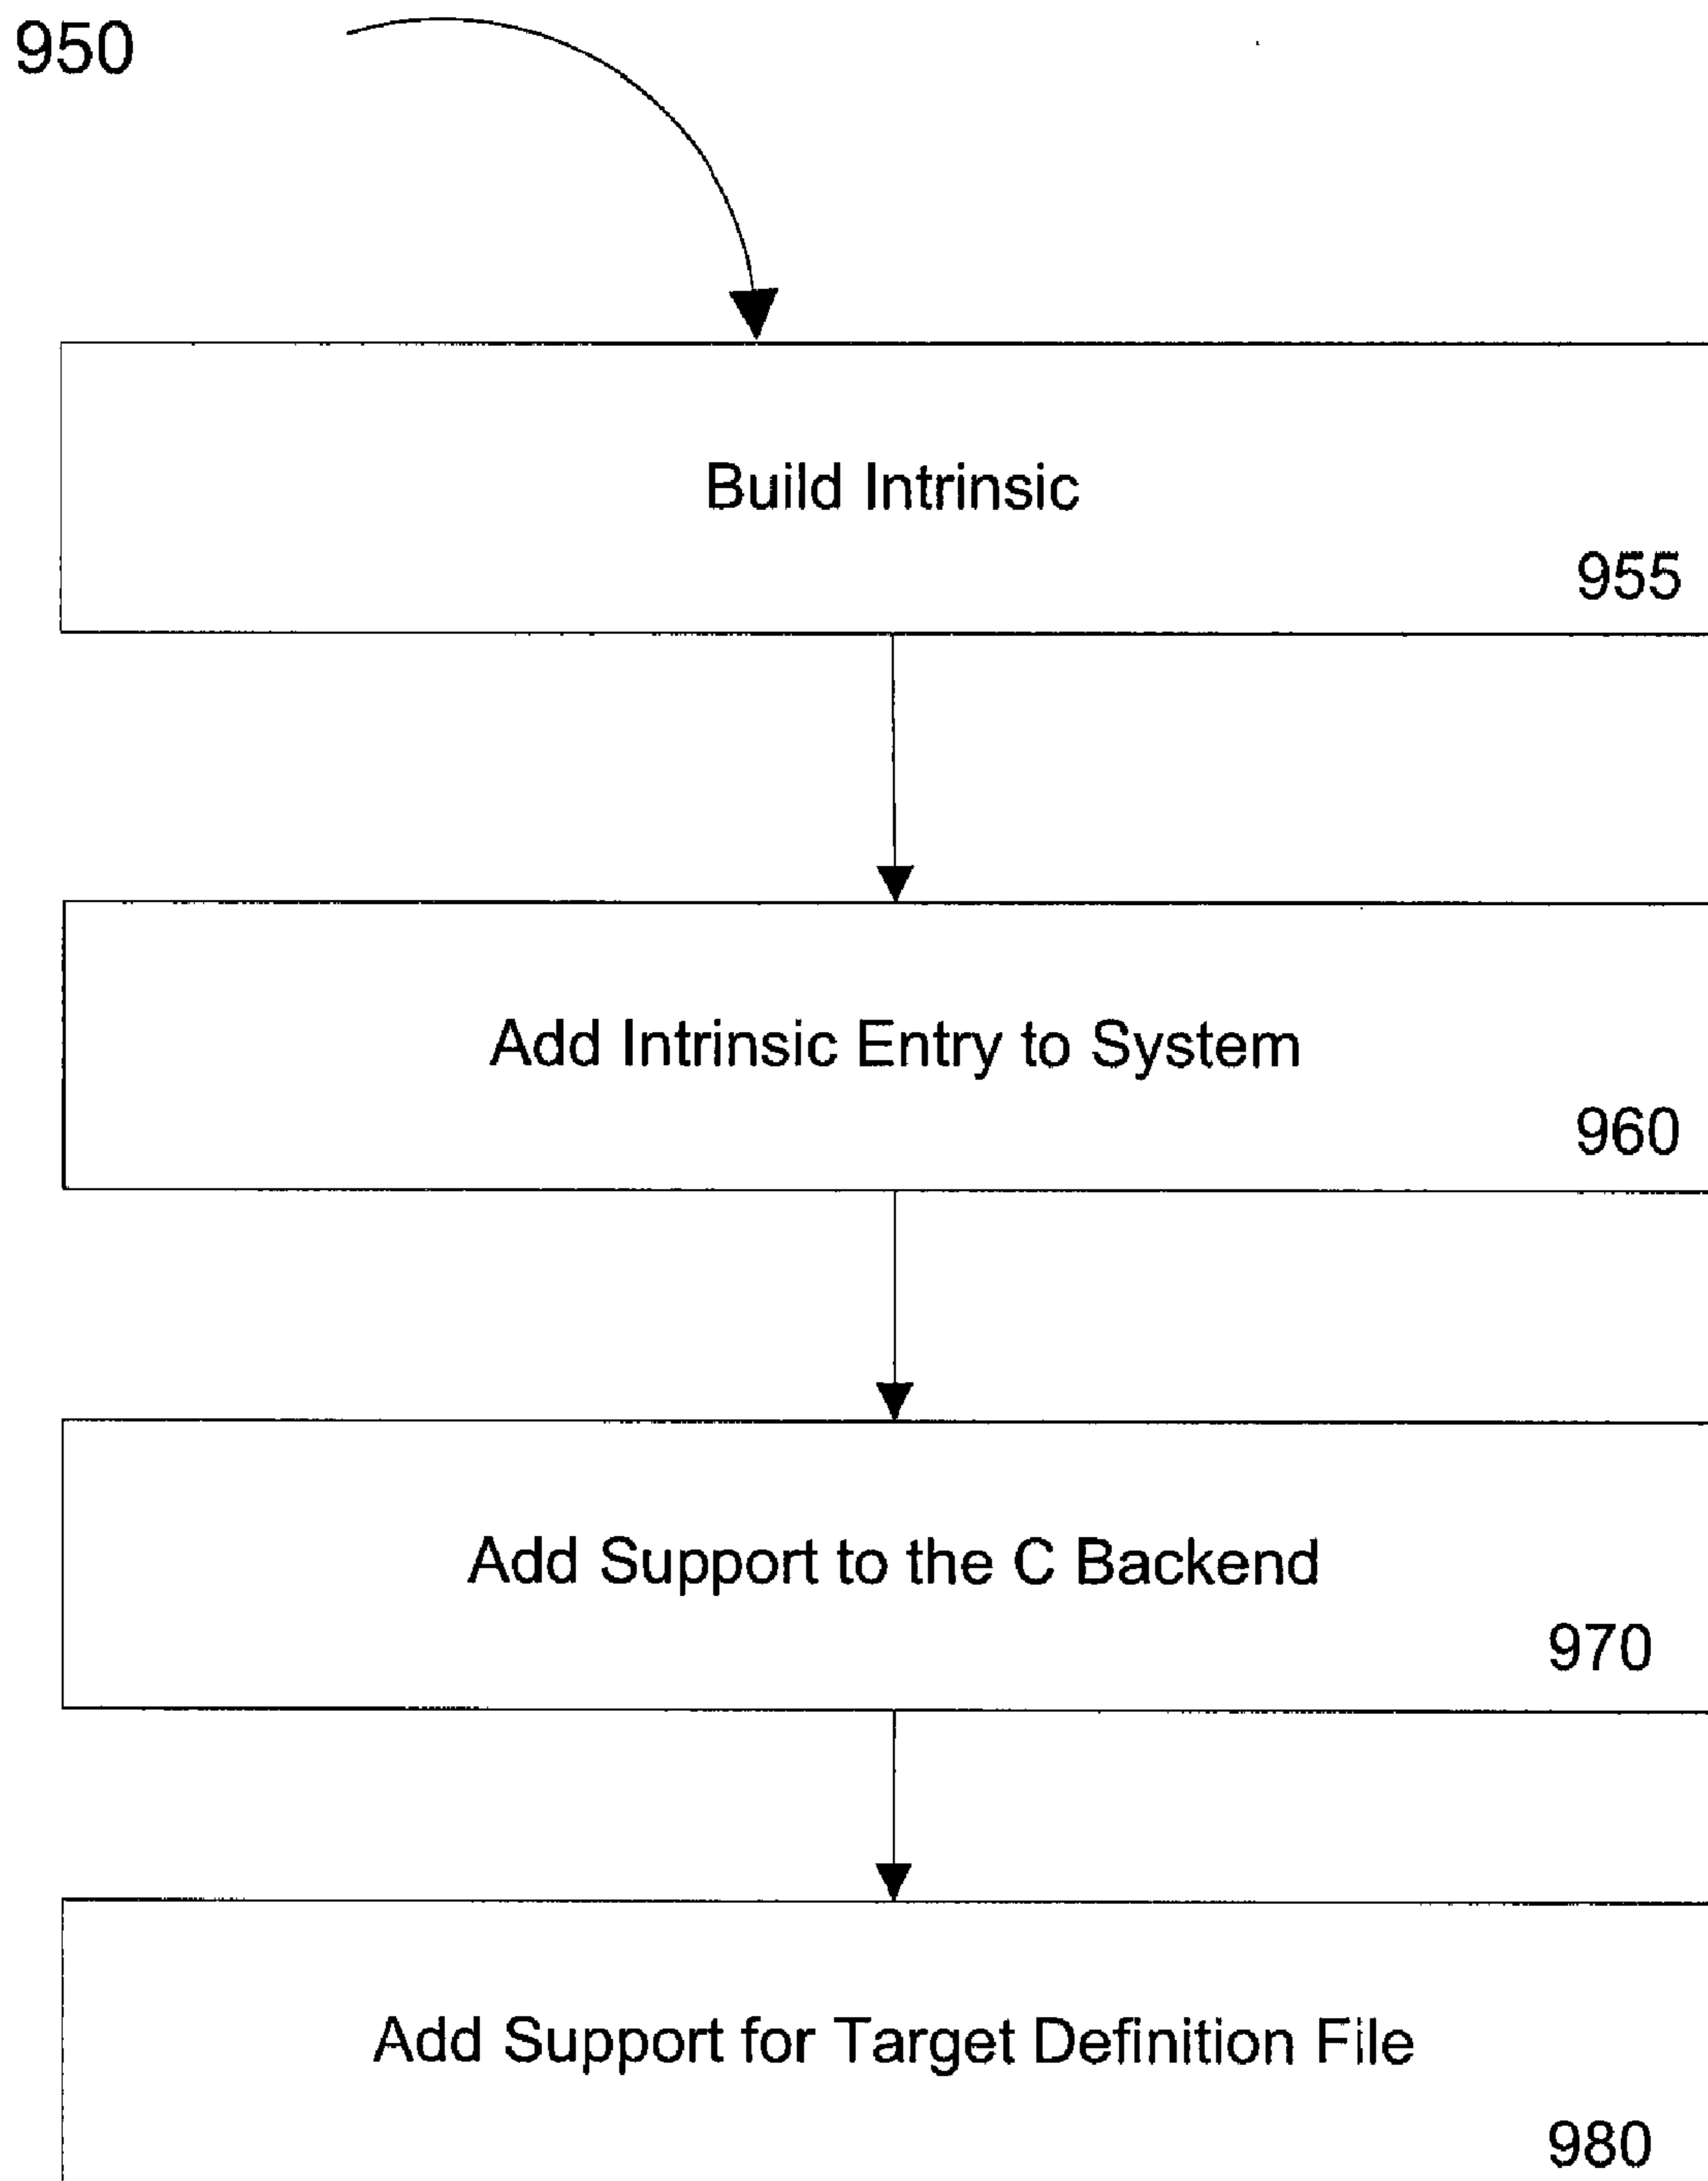 950
Build Intrinsic
955
Add Intrinsic Entry to System
960
Add Support to the C Backend
970
Add Support for Target Definition File
980